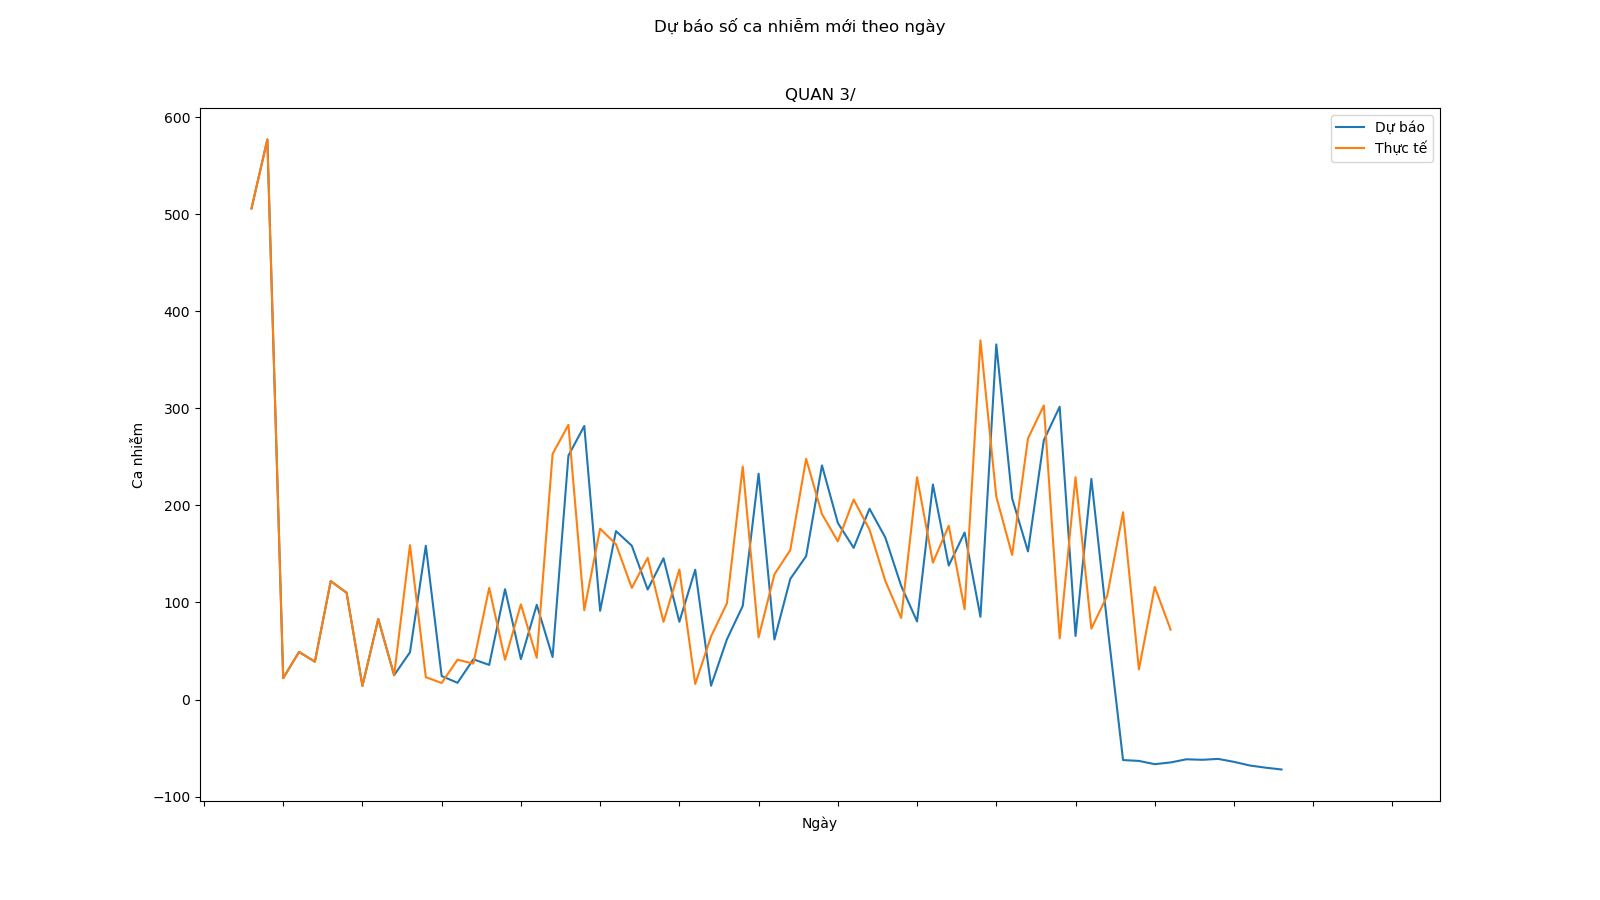 Dự báo số ca nhiễm mới theo ngày
QUAN 3/
Dự báo
Thực tế
600
500
400
300
200
100
0
−100
Ca nhiễm
Ngày